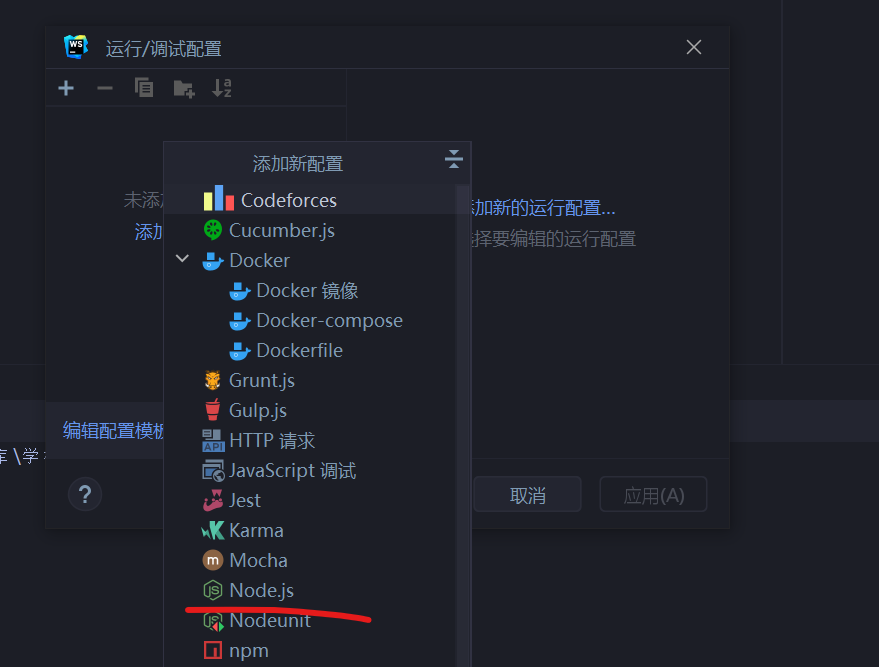 运行/调试配置
添加新配置
未添加
添加
添加新的运行配置...
选择要编辑的运行配置
Codeforces
Cucumber.js
Docker
Docker 镜像
Docker-compose
Dockerfile
Grunt.js
Gulp.js
HTTP 请求
JavaScript 调试
Jest
Karma
Mocha
Node.js
Nodeunit
npm
编辑配置模板
库\学
?
取消
应用(A)